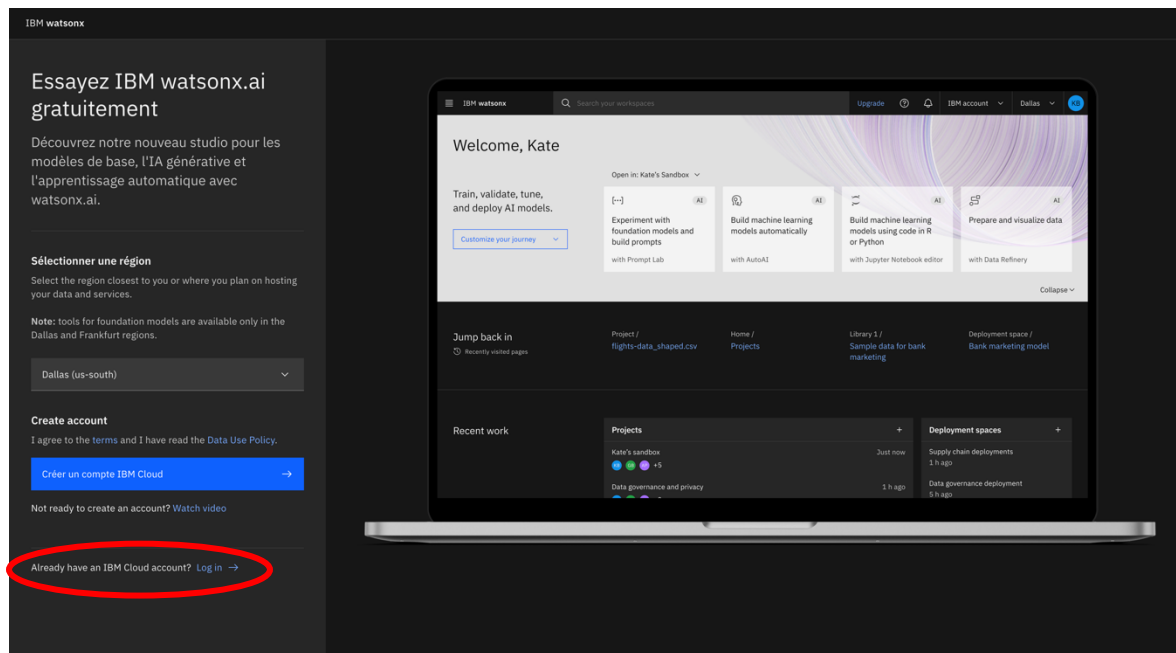 IBM watsonx
Essayez IBM watsonx.ai
gratuitement
Découvrez notre nouveau studio pour les
modèles de base, l'IA générative et
l'apprentissage automatique avec
watsonx.ai.
Sélectionner une région
Select the region closest to you or where you plan on hosting
your data and services.
Note: tools for foundation models are available only in the
Dallas and Frankfurt regions.
Dallas (us-south)
Create account
I agree to the terms and I have read the Data Use Policy.
Créer un compte IBM Cloud
Not ready to create an account? Watch video
Already have an IBM Cloud account? Log in
IBM watsonx
Search your workspaces
Upgrade
IBM account
Dallas
KB
Welcome, Kate
Train, validate, tune,
and deploy AI models.
Customize your journey
Open in: Kate's Sandbox
AI
Experiment with
foundation models and
build prompts
with Prompt Lab
AI
Build machine learning
models automatically
with AutoAI
AI
Build machine learning
models using code in R
or Python
with Jupyter Notebook editor
AI
Prepare and visualize data
with Data Refinery
Collapse
Jump back in
Recently visited pages
Project /
flights-data_shaped.csv
Home /
Projects
Library 1 /
Sample data for bank
marketing
Deployment space /
Bank marketing model
Recent work
Projects
+
Kate's sandbox
Just now
KB
+5
Data governance and privacy
1 h ago
Deployment spaces
+
Supply chain deployments
1 h ago
Data governance deployment
5 h ago